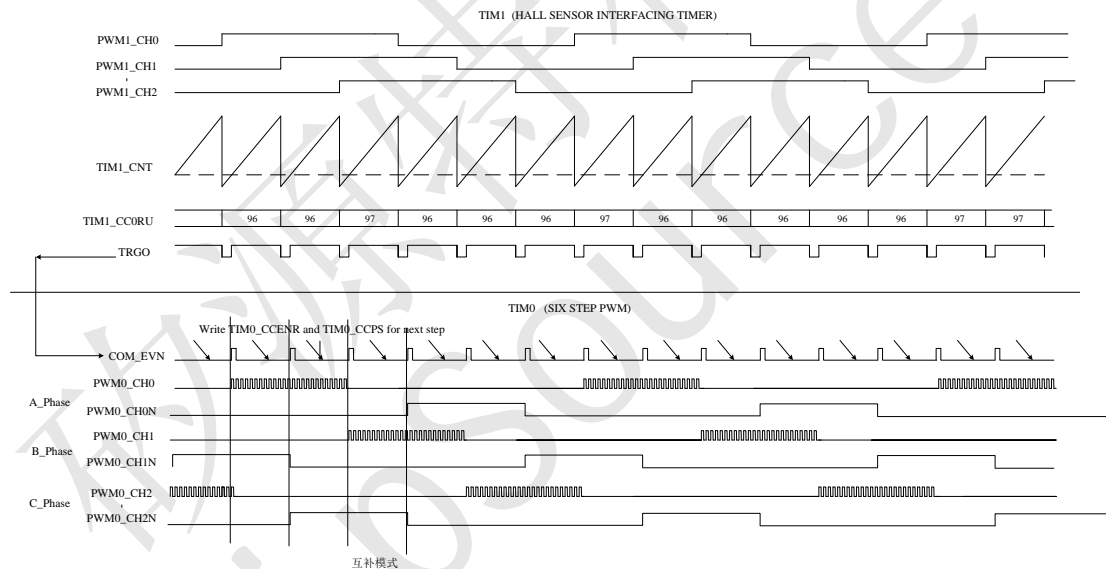 TIM1 (HALL SENSOR INTERFACING TIMER)
PWM1_CH0
PWM1_CH1
PWM1_CH2
TIM1_CNT
TIM1_CC0RU 96 96 97 96 96 96 97 96 96 96 96 97 97
TRGO
TIM0 (SIX STEP PWM)
Write TIM0_CCENR and TIM0_CCPS for next step
COM_EVN
PWM0_CH0
A_Phase
PWM0_CH0N
PWM0_CH1
B_Phase
PWM0_CH1N
PWM0_CH2
C_Phase
PWM0_CH2N
互补模式